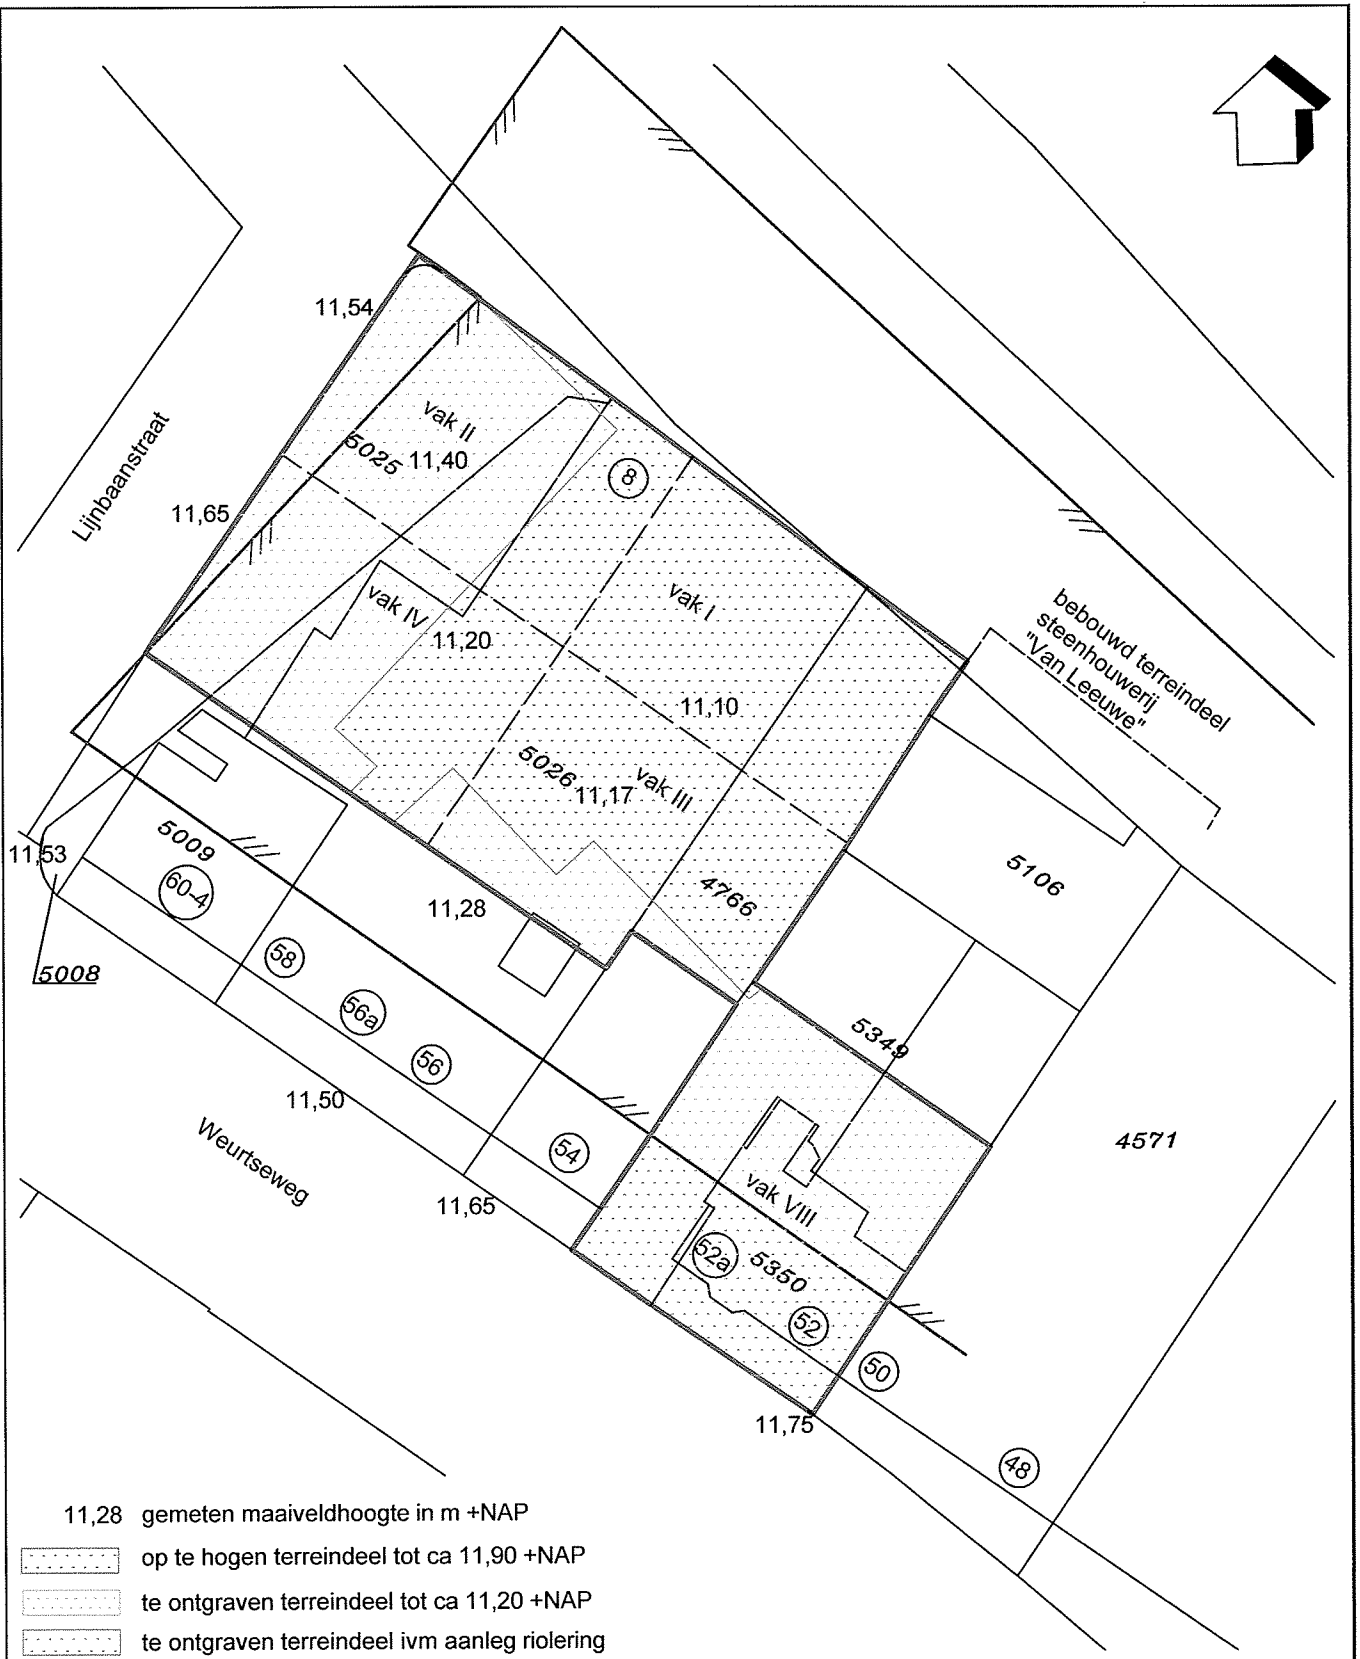 11,54
vak II
5025
11,40
8
Lijnbaanstraat
11,65
vak IV
11,20
vak I
11,10
bebouwd terreindeel
steenhouwerij
"Van Leeuwe"
5026
11,17
vak III
11,53
5009
60-4
5106
4766
11,28
58
5008
56a
56
5349
11,50
54
4571
Weurtseweg
11,65
vak VIII
52a
5350
52
50
11,75
48
11,28 gemeten maaiveldhoogte in m +NAP
op te hogen terreindeel tot ca 11,90 +NAP
te ontgraven terreindeel tot ca 11,20 +NAP
te ontgraven terreindeel ivm aanleg riolering